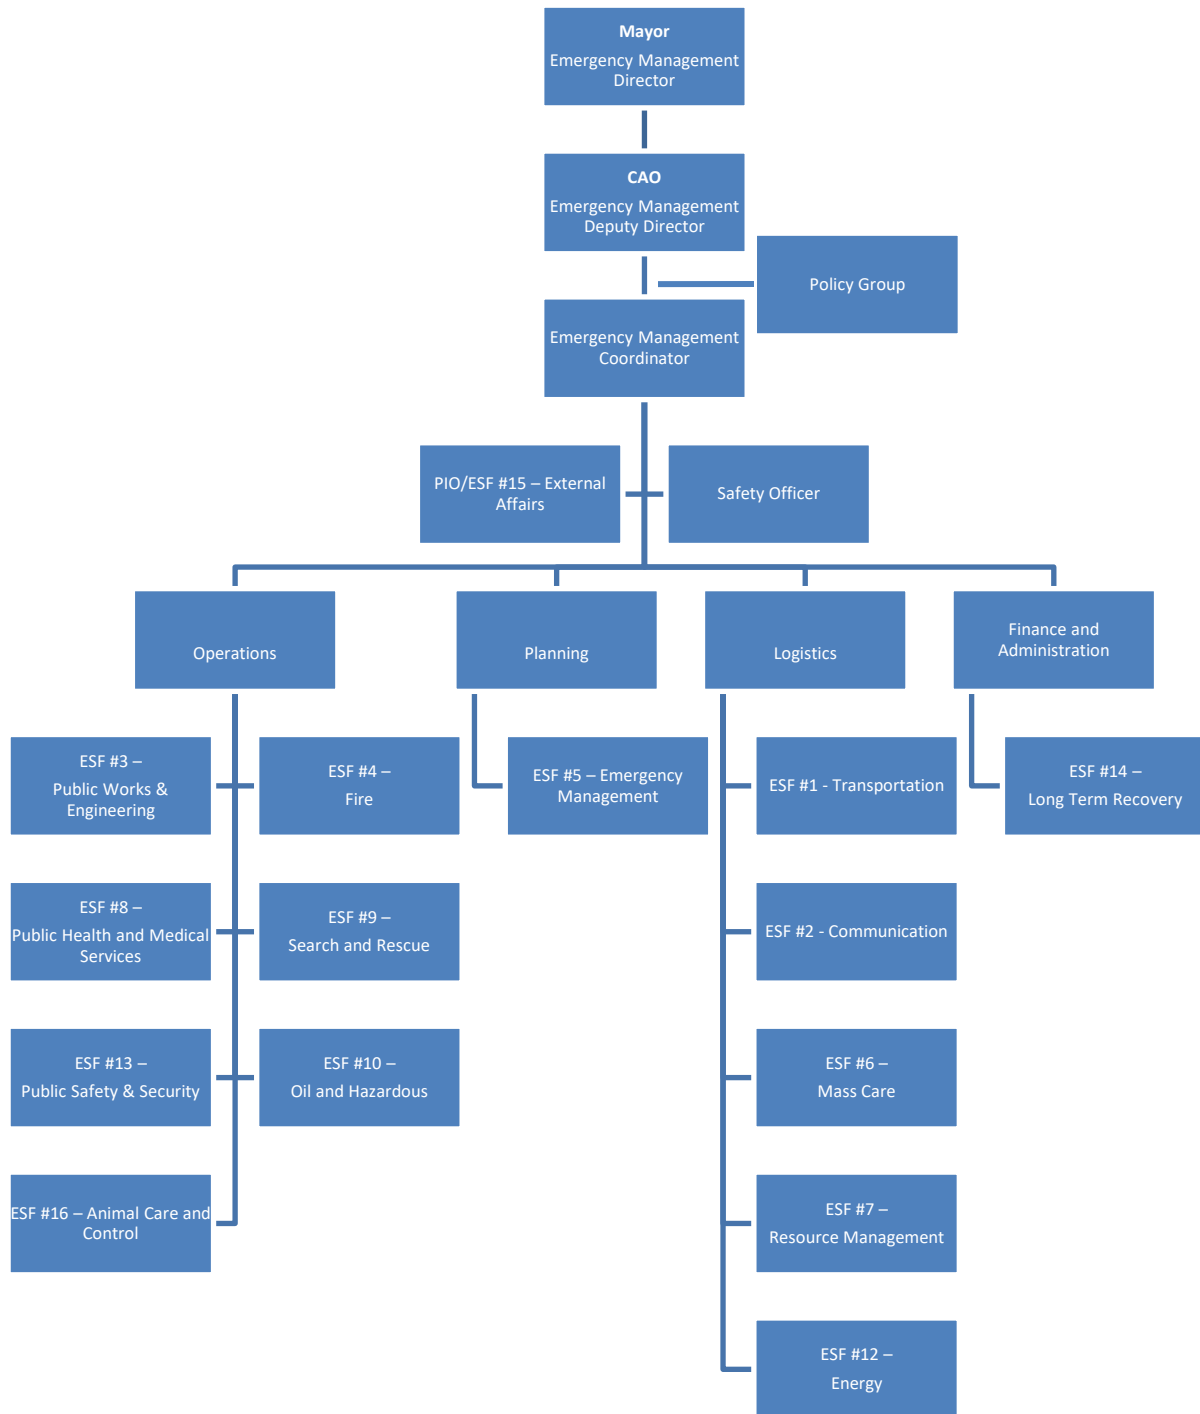 Mayor
Emergency Management
Director
CAO
Emergency Management
Deputy Director
Policy Group
Emergency Management
Coordinator
PIO/ESF #15 – External
Affairs
Safety Officer
Operations
Planning
Logistics
Finance and
Administration
ESF #3 –
Public Works &
Engineering
ESF #4 –
Fire
ESF #5 – Emergency
Management
ESF #1 - Transportation
ESF #14 –
Long Term Recovery
ESF #8 –
Public Health and Medical
Services
ESF #9 –
Search and Rescue
ESF #2 - Communication
ESF #13 –
Public Safety & Security
ESF #10 –
Oil and Hazardous
ESF #6 –
Mass Care
ESF #16 – Animal Care and
Control
ESF #7 –
Resource Management
ESF #12 –
Energy